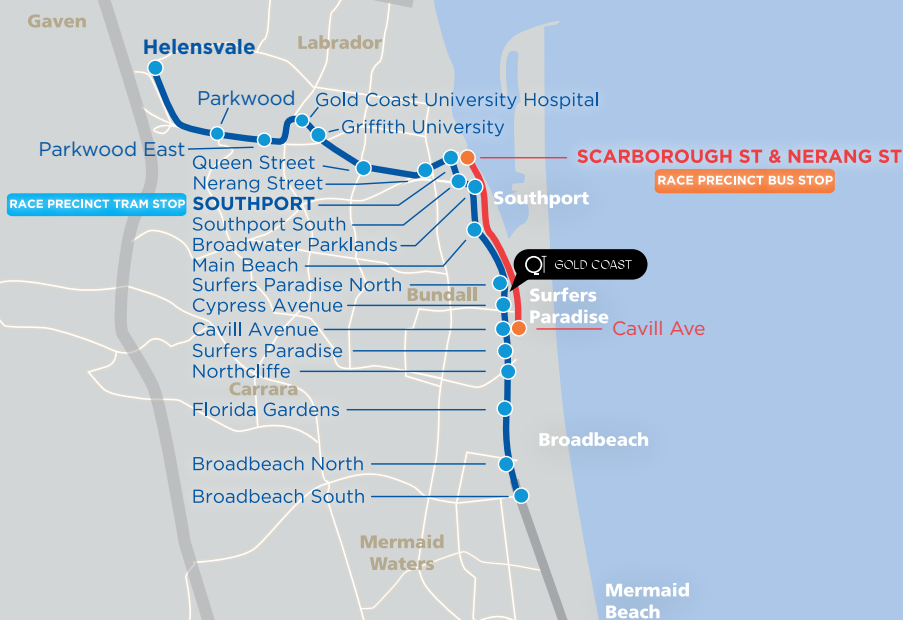 Gaven
Helensvale
Labrador
Parkwood
Gold Coast University Hospital
Griffith University
Parkwood East
Queen Street
SCARBOROUGH ST & NERANG ST
RACE PRECINCT BUS STOP
Nerang Street
RACE PRECINCT TRAM STOP
SOUTHPORT
Southport
Southport South
Broadwater Parklands
Main Beach
QT GOLD COAST
Surfers Paradise North
Bundall
Surfers
Paradise
Cypress Avenue
Cavill Avenue
Cavill Ave
Surfers Paradise
Northcliffe
Carrara
Florida Gardens
Broadbeach
Broadbeach North
Broadbeach South
Mermaid
Waters
Mermaid
Beach